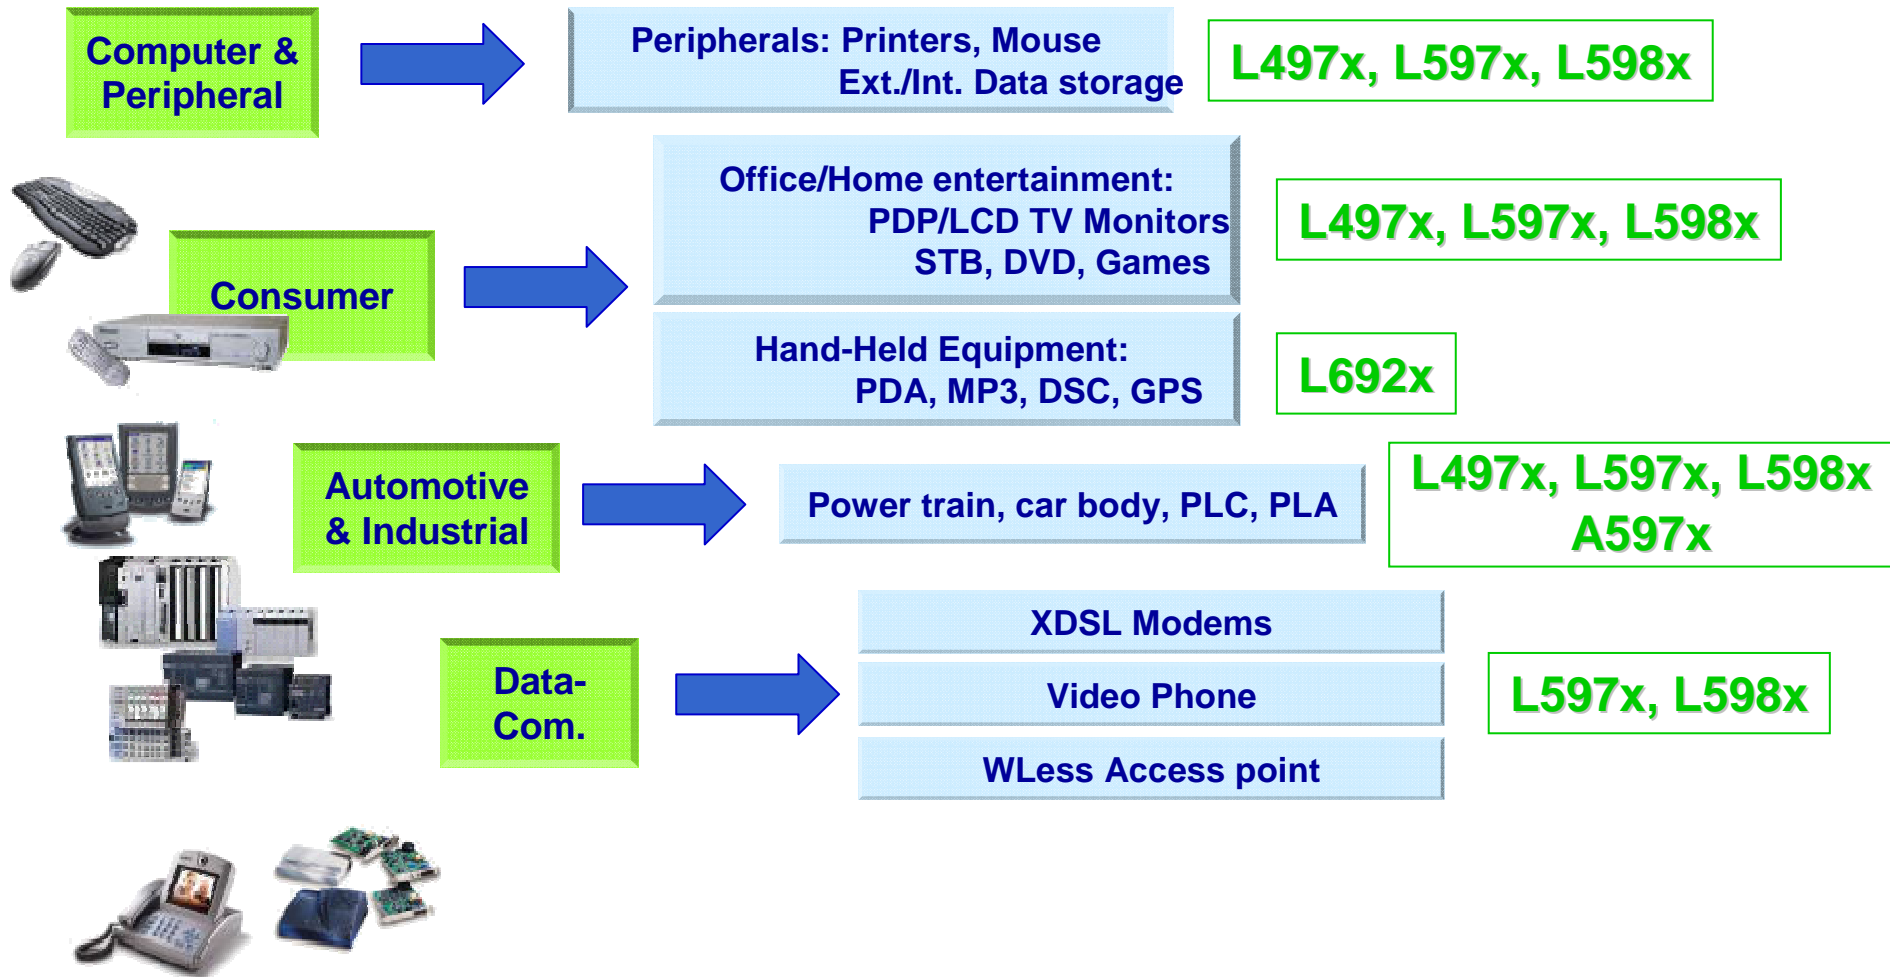 Computer &
Peripheral
Peripherals: Printers, Mouse
Ext./Int. Data storage
L497x, L597x, L598x
Consumer
Office/Home entertainment:
PDP/LCD TV Monitors
STB, DVD, Games
L497x, L597x, L598x
Hand-Held Equipment:
PDA, MP3, DSC, GPS
L692x
Automotive
& Industrial
Power train, car body, PLC, PLA
L497x, L597x, L598x
A597x
Data-
Com.
XDSL Modems
Video Phone
WLess Access point
L597x, L598x